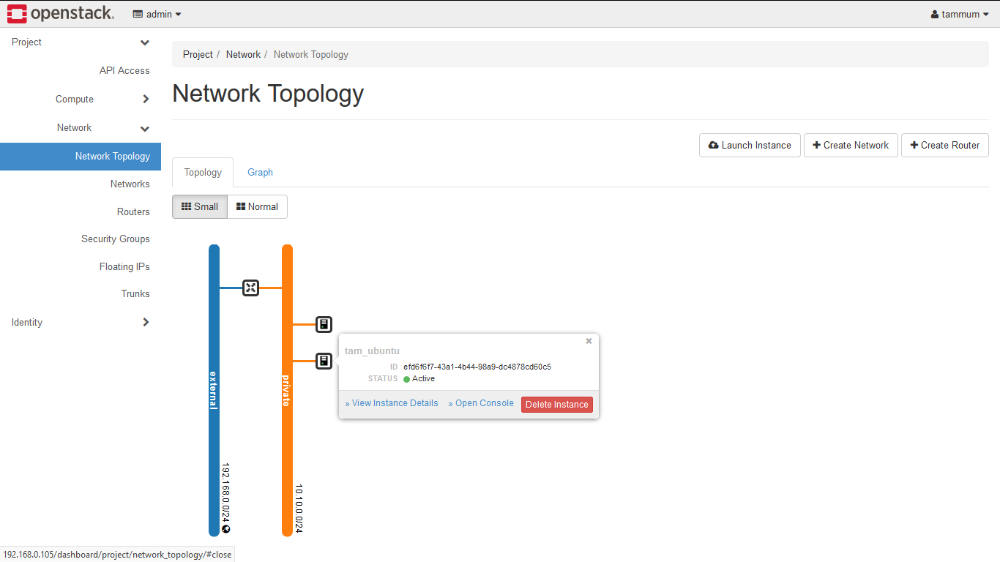 openstack.
admin
tammum
Project
API Access
Compute
Network
Network Topology
Networks
Routers
Security Groups
Floating IPs
Trunks
Identity
Project / Network / Network Topology
Network Topology
Launch Instance
Create Network
Create Router
Topology
Graph
Small
Normal
external
192.168.0.0/24
private
10.10.0.0/24
tam_ubuntu
ID efd6f6f7-43a1-4b44-98a9-dc4878cd60c5
STATUS Active
» View Instance Details
» Open Console
Delete Instance
192.168.0.105/dashboard/project/network_topology/#close